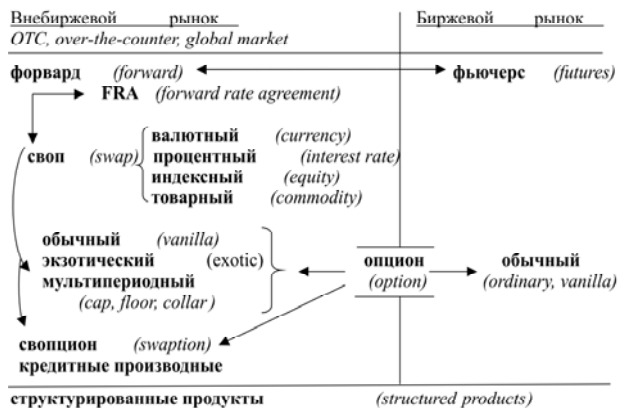 Внебиржевой рынок Биржевой рынок
OTC, over-the-counter, global market
форвард (forward) фьючерс (futures)
FRA (forward rate agreement)
валютный (currency)
своп (swap) процентный (interest rate)
индексный (equity)
товарный (commodity)
обычный (vanilla)
экзотический (exotic) опцион обычный
мультипериодный (option) (ordinary, vanilla)
(cap, floor, collar )
свопцион (swaption)
кредитные производные
структурированные продукты (structured products)